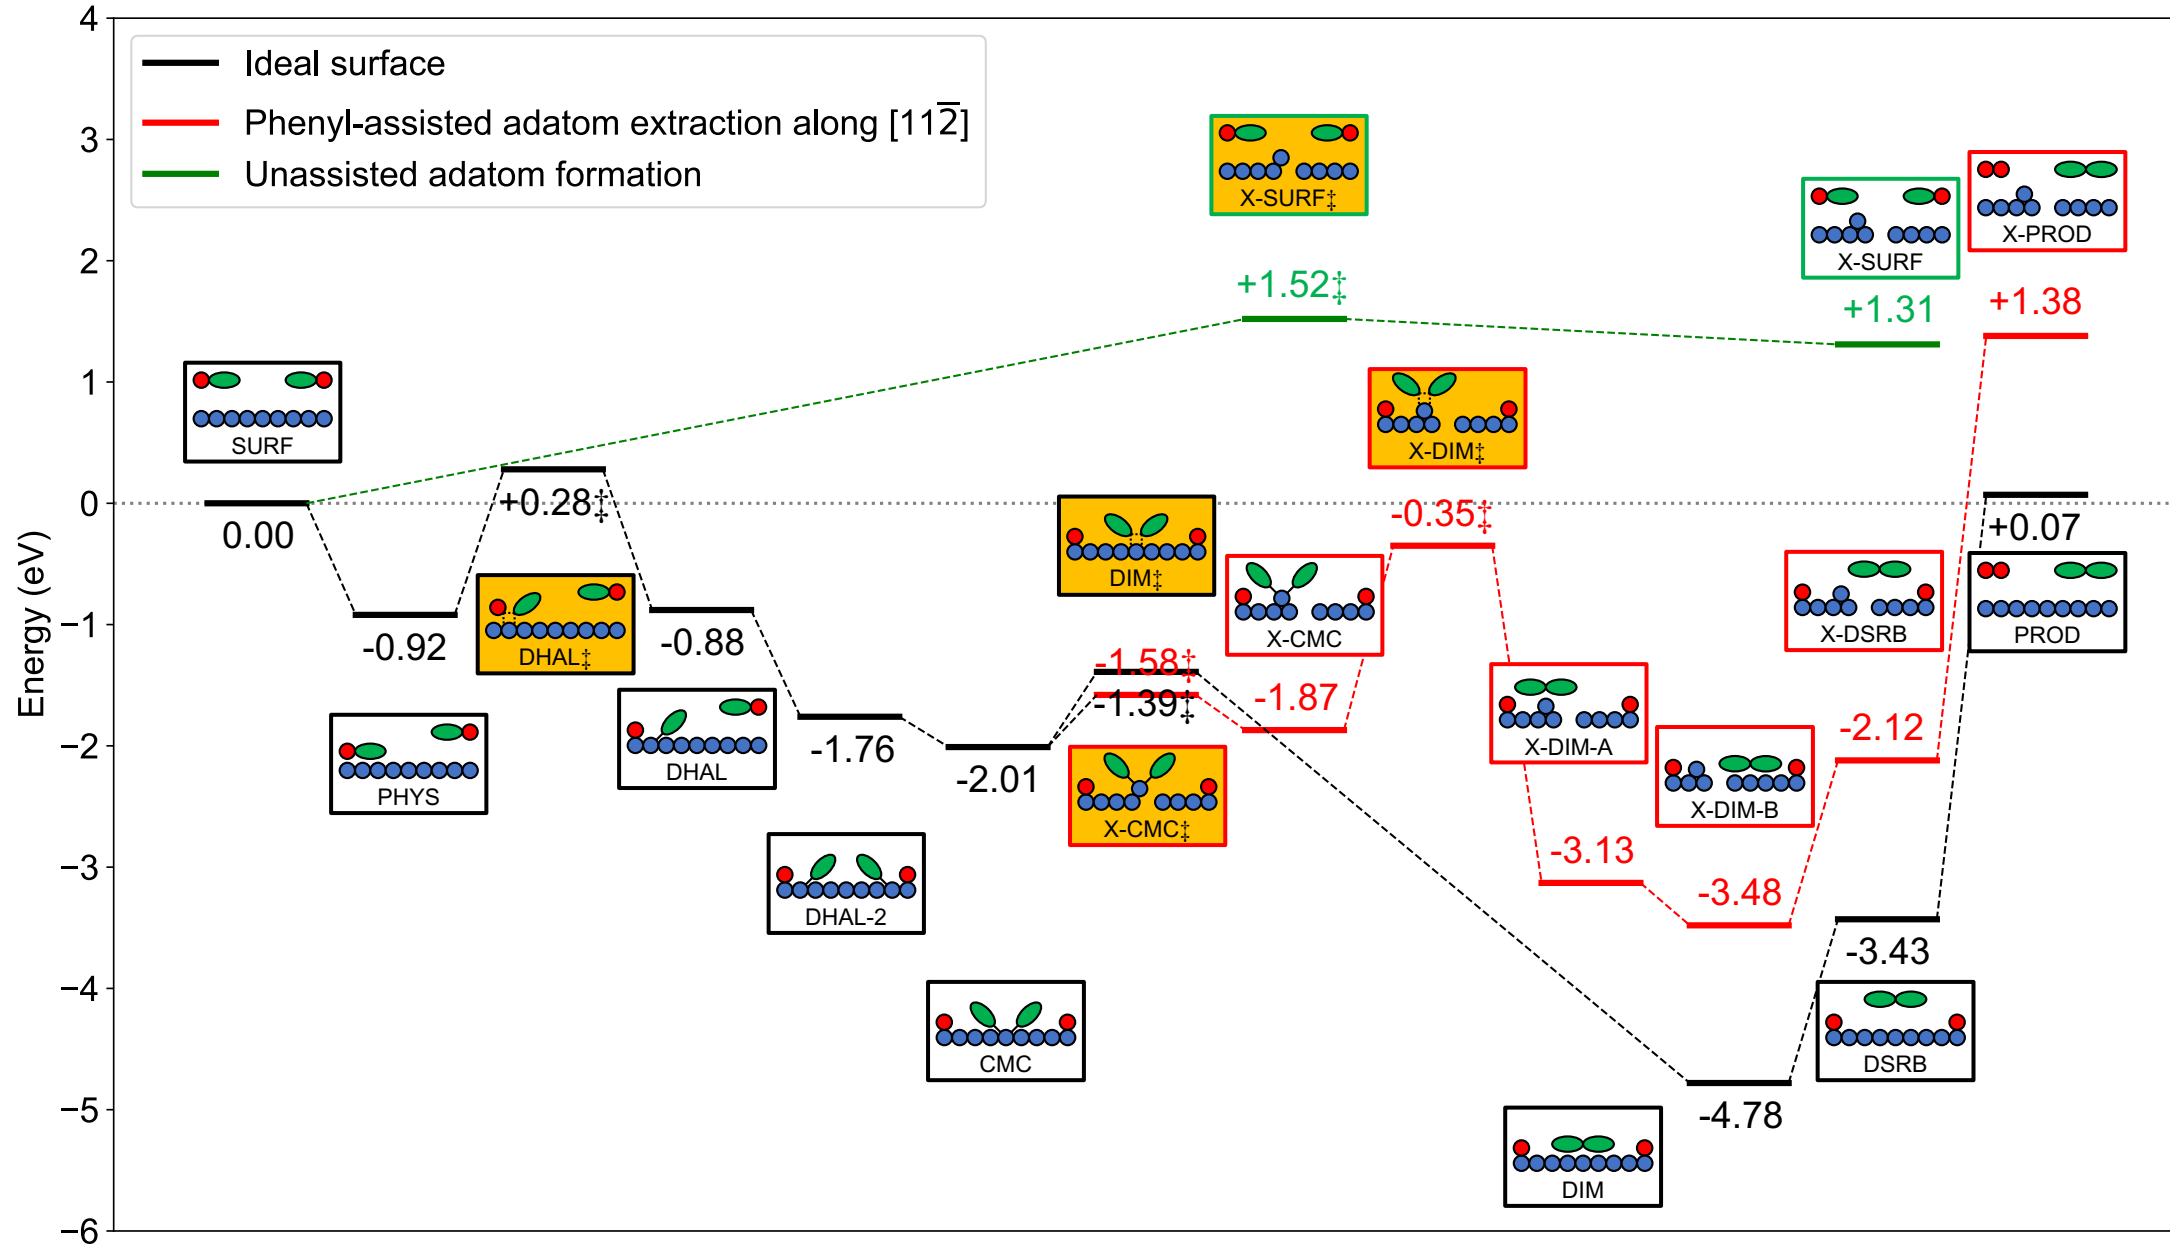 4
3
2
1
0
−1
−2
−3
−4
−5
−6
Energy (eV)
Ideal surface
Phenyl-assisted adatom extraction along [112̅]
Unassisted adatom formation
X-SURF‡
+1.52‡
X-SURF
+1.31
X-PROD
+1.38
SURF
0.00
+0.28‡
DHAL‡
-0.92
PHYS
-0.88
DHAL
-1.76
DHAL-2
-2.01
CMC
DIM‡
-1.58‡
-1.39‡
X-CMC‡
X-CMC
-1.87
X-DIM‡
-0.35‡
X-DIM-A
-3.13
X-DIM-B
-3.48
X-DSRB
-2.12
+0.07
PROD
-3.43
DSRB
-4.78
DIM